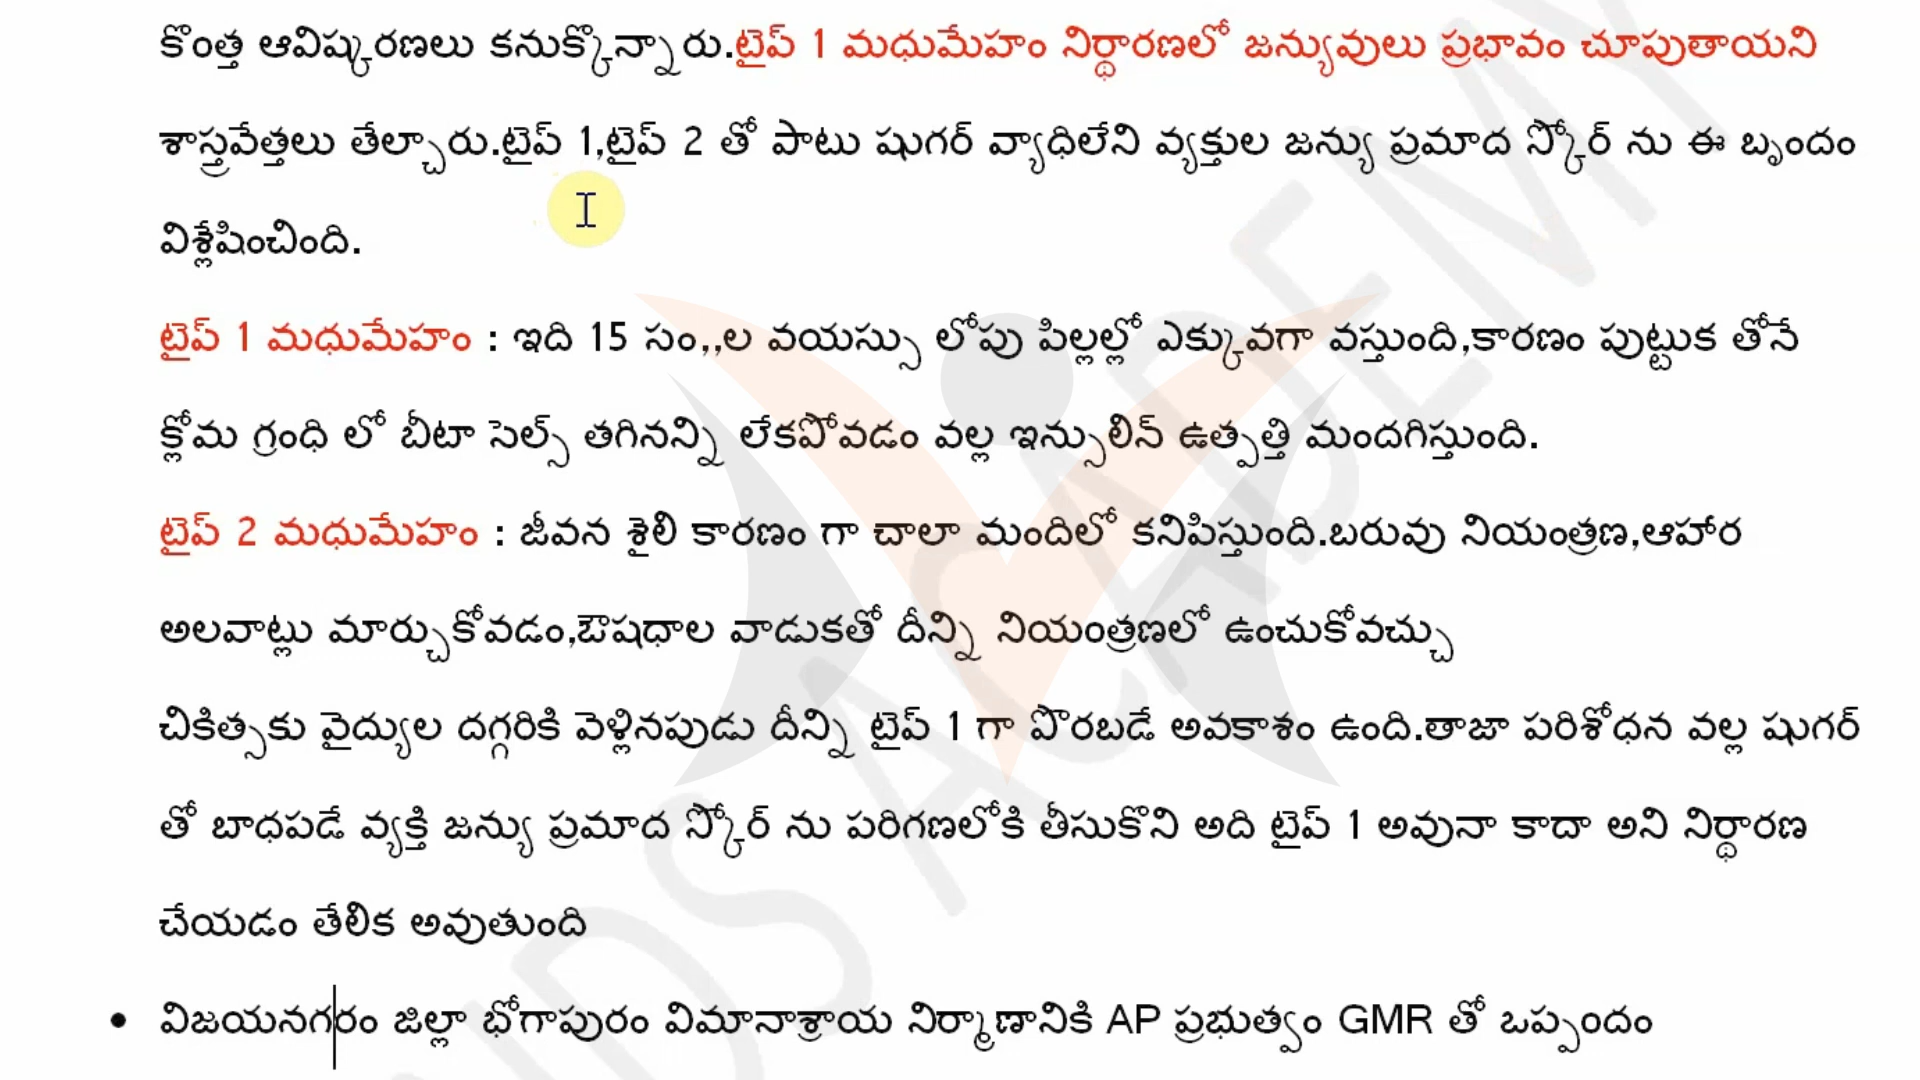 కొంత్త ఆవిష్కరణలు కనుక్కొన్నారు.టైప్ 1 మధుమేహం నిర్ధారణలో జన్యువులు ప్రభావం చూపుతాయని
శాస్త్రవేత్తలు తేల్చారు.టైప్ 1,టైప్ 2 తో పాటు షుగర్ వ్యాధిలేని వ్యక్తుల జన్యు ప్రమాద స్కోర్ ను ఈ బృందం
విశ్లేషించింది.
టైప్ 1 మధుమేహం : ఇది 15 సం,,ల వయస్సు లోపు పిల్లల్లో ఎక్కువగా వస్తుంది,కారణం పుట్టుక తోనే
క్లోమ గ్రంధి లో బీటా సెల్స్ తగినన్ని లేకపోవడం వల్ల ఇన్సులిన్ ఉత్పత్తి మందగిస్తుంది.
టైప్ 2 మధుమేహం : జీవన శైలి కారణం గా చాలా మందిలో కనిపిస్తుంది.బరువు నియంత్రణ,ఆహార
అలవాట్లు మార్చుకోవడం,ఔషధాల వాడుకతో దీన్ని నియంత్రణలో ఉంచుకోవచ్చు
చికిత్సకు వైద్యుల దగ్గరికి వెళ్లినపుడు దీన్ని టైప్ 1 గా పొరబడే అవకాశం ఉంది.తాజా పరిశోధన వల్ల షుగర్
తో బాధపడే వ్యక్తి జన్యు ప్రమాద స్కోర్ ను పరిగణలోకి తీసుకొని అది టైప్ 1 అవునా కాదా అని నిర్ధారణ
చేయడం తేలిక అవుతుంది
• విజయనగరం జిల్లా భోగాపురం విమానాశ్రాయ నిర్మాణానికి AP ప్రభుత్వం GMR తో ఒప్పందం